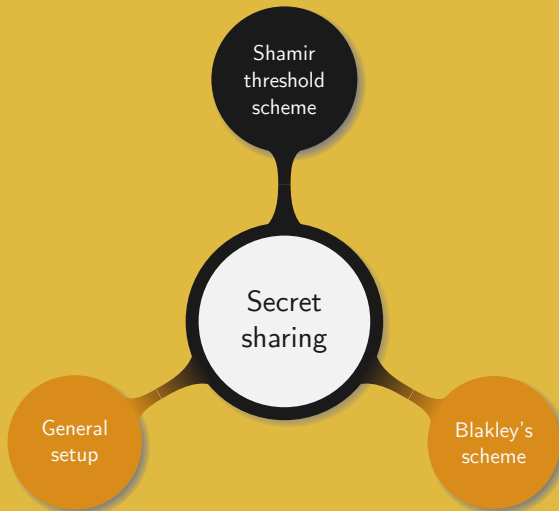 Shamir
threshold
scheme
Secret
sharing
General
setup
Blakley's
scheme